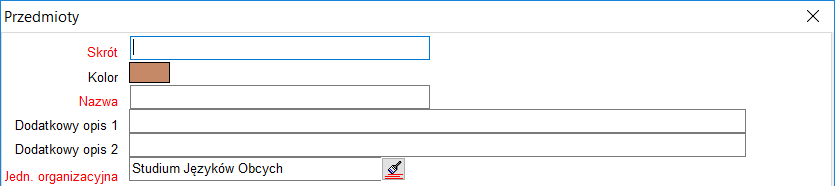 Przedmioty
Skrót
Kolor
Nazwa
Dodatkowy opis 1
Dodatkowy opis 2
Jedn. organizacyjna Studium Języków Obcych